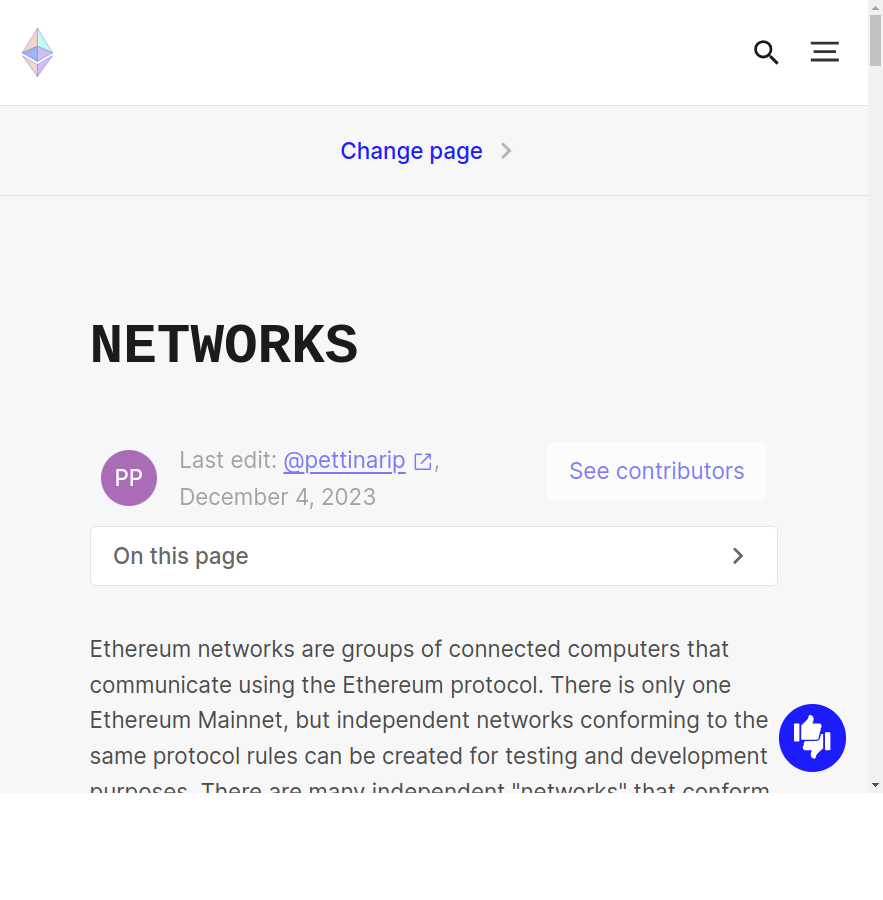 Change page
NETWORKS
PP
Last edit: @pettinarip,
December 4, 2023
See contributors
On this page
Ethereum networks are groups of connected computers that
communicate using the Ethereum protocol. There is only one
Ethereum Mainnet, but independent networks conforming to the
same protocol rules can be created for testing and development
purposes. There are many independent "networks" that conform